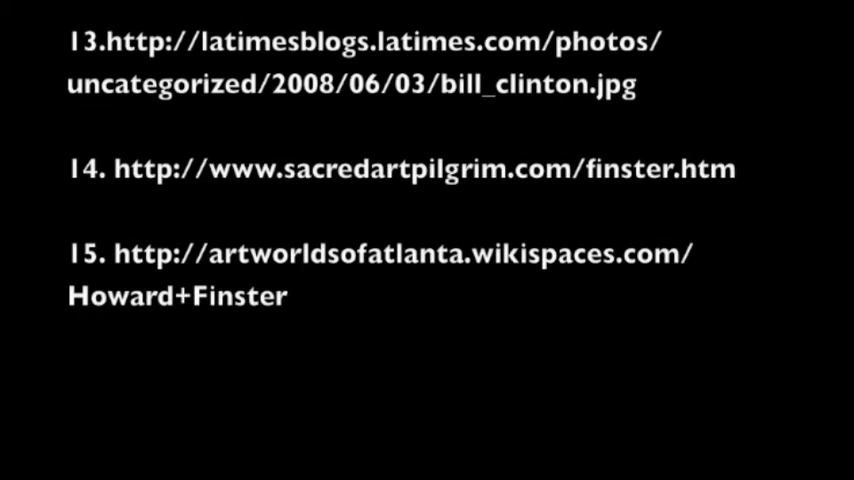 13.http://latimesblogs.latimes.com/photos/
uncategorized/2008/06/03/bill_clinton.jpg
14. http://www.sacredartpilgrim.com/finster.htm
15. http://artworldsofatlanta.wikispaces.com/
Howard+Finster